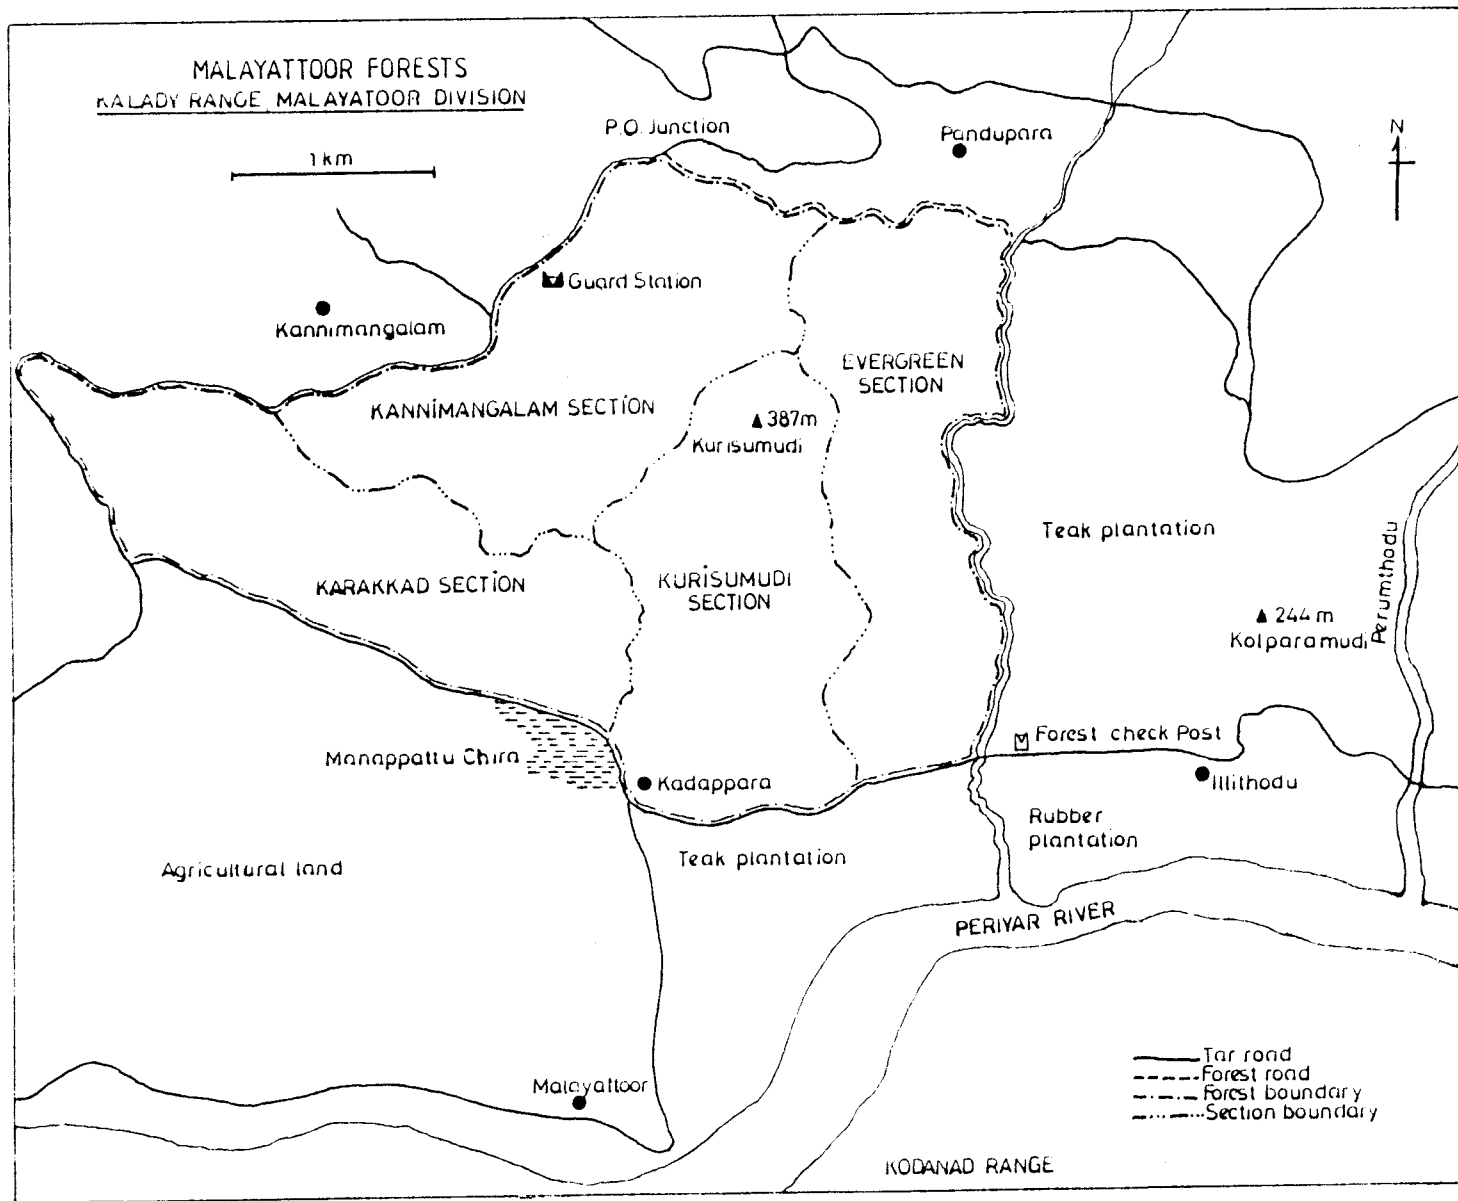 MALAYATTOOR FORESTS
KALADY RANGE, MALAYATOOR DIVISION
1 km
P.O. Junction
Pandupara
N
Guard Station
Kannimangalam
EVERGREEN
SECTION
KANNIMANGALAM SECTION
387m
Kurisumudi
Teak plantation
Perumthodu
KARAKKAD SECTION
KURISUMUDI
SECTION
244 m
Kolparamudi
Manappattu Chira
Forest check Post
Kadappara
Illithodu
Rubber
plantation
Teak plantation
Agricultural land
PERIYAR RIVER
Malayattoor
Tar road
Forest road
Forest boundary
Section boundary
KODANAD RANGE